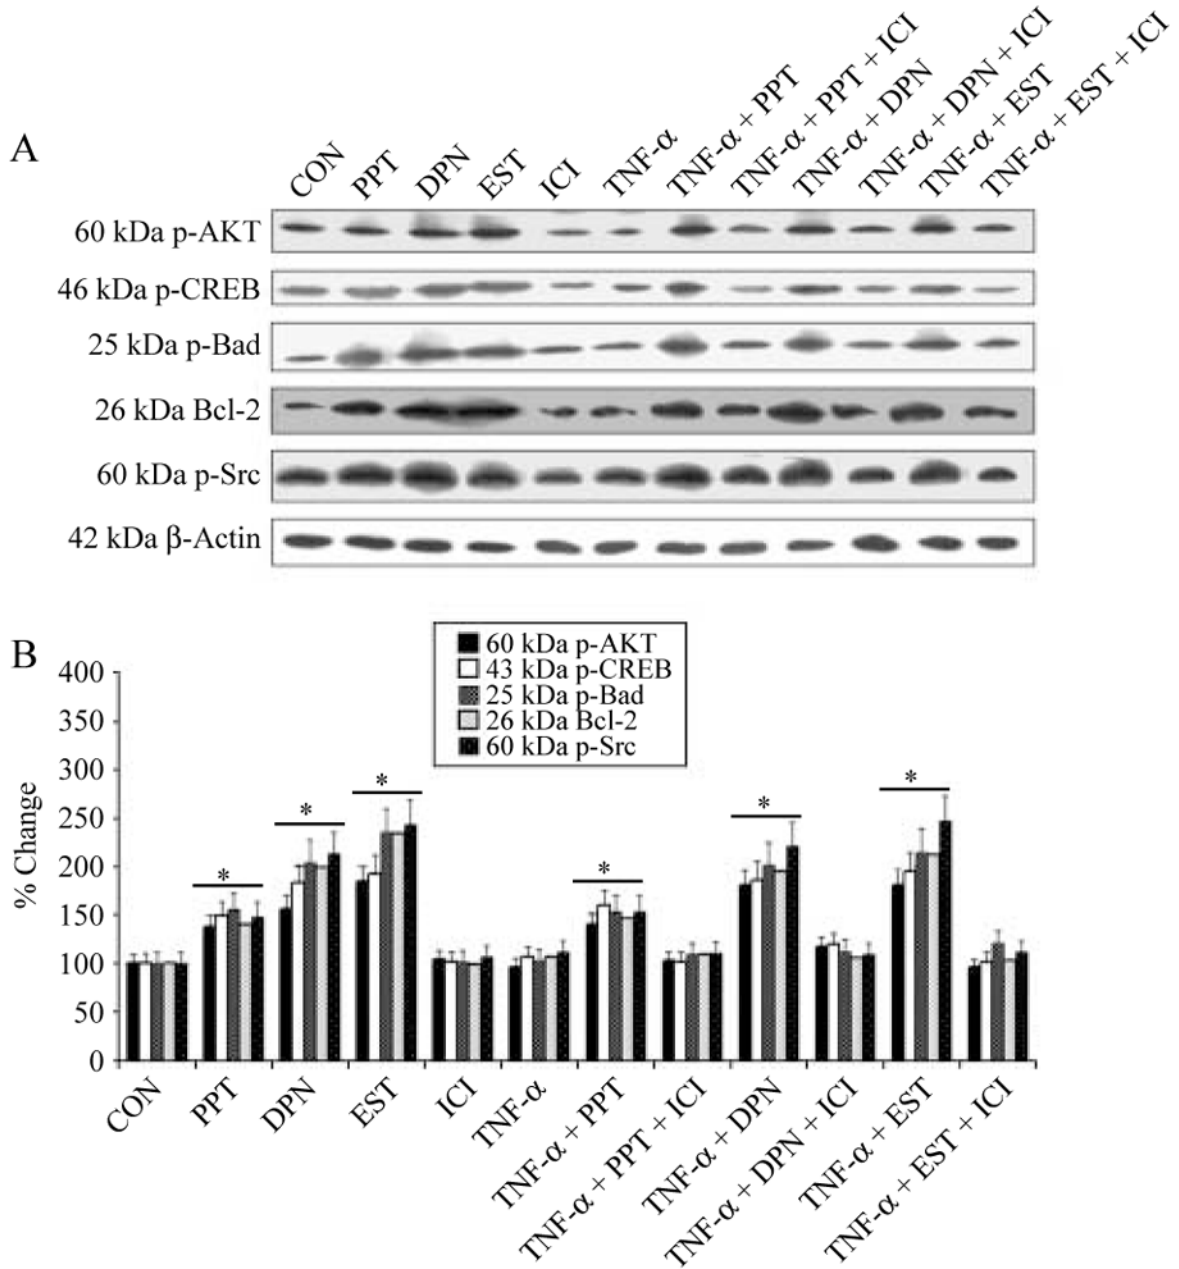 A
CON
PPT
DPN
EST
ICI
TNF-α
TNF-α + PPT
TNF-α + PPT + ICI
TNF-α + DPN
TNF-α + DPN + ICI
TNF-α + EST
TNF-α + EST + ICI
60 kDa p-AKT
46 kDa p-CREB
25 kDa p-Bad
26 kDa Bcl-2
60 kDa p-Src
42 kDa β-Actin
B
60 kDa p-AKT
43 kDa p-CREB
25 kDa p-Bad
26 kDa Bcl-2
60 kDa p-Src
% Change
400
350
300
250
200
150
100
50
0
*
*
*
*
*
*
CON
PPT
DPN
EST
ICI
TNF-α
TNF-α + PPT
TNF-α + PPT + ICI
TNF-α + DPN
TNF-α + DPN + ICI
TNF-α + EST
TNF-α + EST + ICI